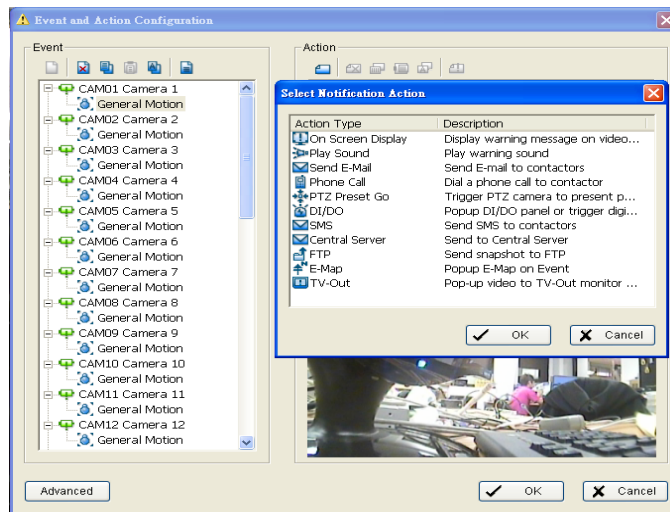 Event and Action Configuration
Event
CAM01 Camera 1
General Motion
CAM02 Camera 2
General Motion
CAM03 Camera 3
General Motion
CAM04 Camera 4
General Motion
CAM05 Camera 5
General Motion
CAM06 Camera 6
General Motion
CAM07 Camera 7
General Motion
CAM08 Camera 8
General Motion
CAM09 Camera 9
General Motion
CAM10 Camera 10
General Motion
CAM11 Camera 11
General Motion
CAM12 Camera 12
General Motion
Action
Select Notification Action
Action Type Description
On Screen Display Display warning message on video...
Play Sound Play warning sound
Send E-Mail Send E-mail to contactors
Phone Call Dial a phone call to contactor
PTZ Preset Go Trigger PTZ camera to present p...
DI/DO Popup DI/DO panel or trigger digi...
SMS Send SMS to contactors
Central Server Send to Central Server
FTP Send snapshot to FTP
E-Map Popup E-Map on Event
TV-Out Pop-up video to TV-Out monitor ...
OK Cancel
Advanced OK Cancel